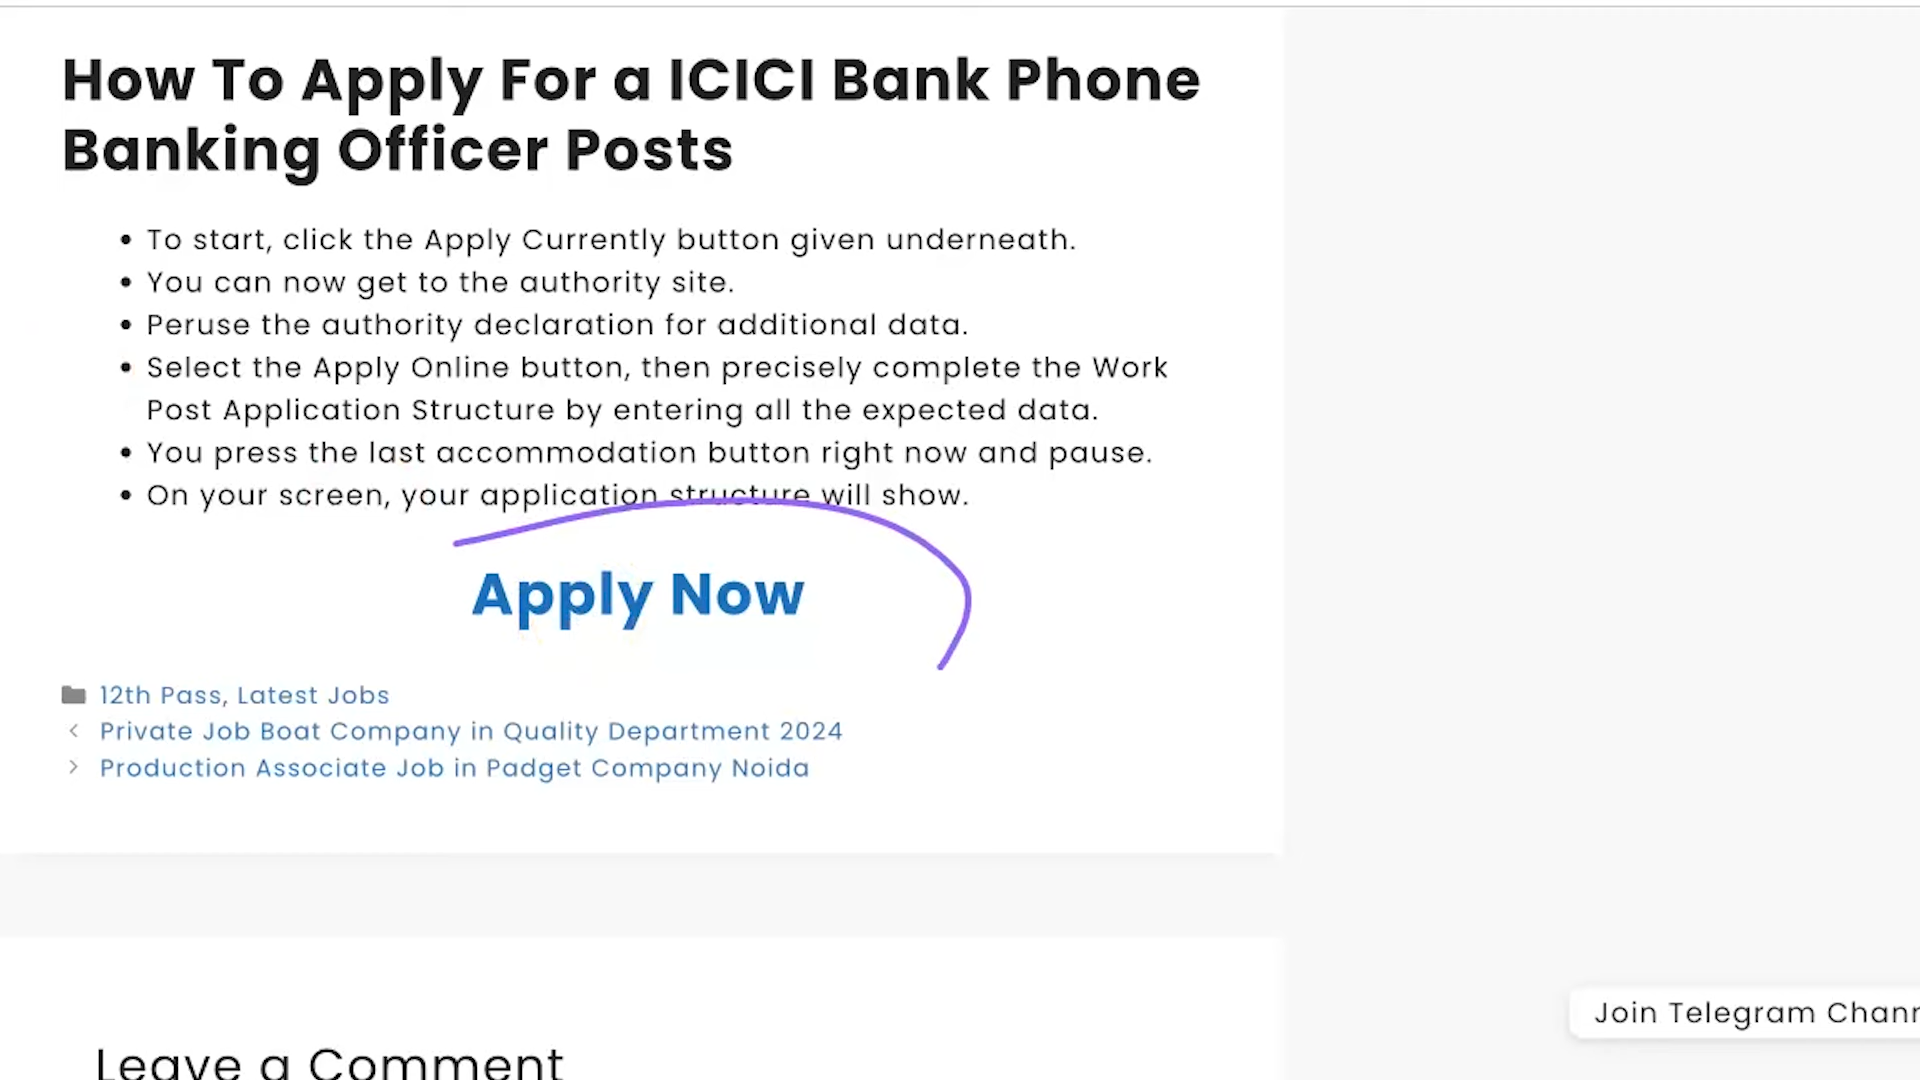 How To Apply For a ICICI Bank Phone
Banking Officer Posts
• To start, click the Apply Currently button given underneath.
• You can now get to the authority site.
• Peruse the authority declaration for additional data.
• Select the Apply Online button, then precisely complete the Work
Post Application Structure by entering all the expected data.
• You press the last accommodation button right now and pause.
• On your screen, your application structure will show.
Apply Now
12th Pass, Latest Jobs
Private Job Boat Company in Quality Department 2024
Production Associate Job in Padget Company Noida
Join Telegram Chann
Leave a Comment